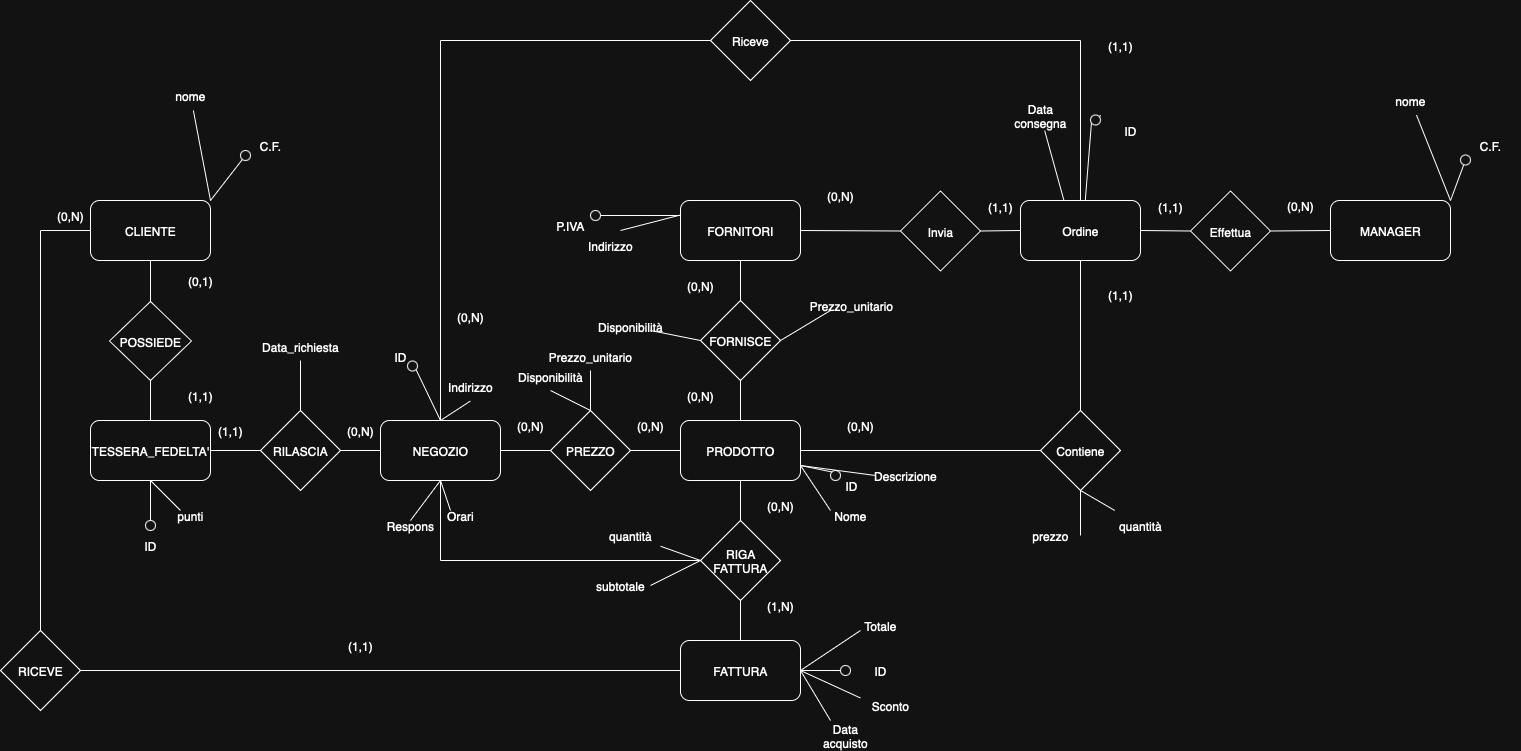 Riceve
(1,1)
nome
C.F.
Data
consegna
ID
nome
C.F.
(0,N)
CLIENTE
(0,1)
P.IVA
Indirizzo
FORNITORI
(0,N)
Invia
(1,1)
Ordine
(1,1)
Effettua
(0,N)
MANAGER
(0,N)
(1,1)
Prezzo_unitario
Disponibilità
FORNISCE
(0,N)
POSSIEDE
Data_richiesta
ID
Indirizzo
Prezzo_unitario
Disponibilità
(1,1)
(0,N)
(1,1)
TESSERA_FEDELTA'
RILASCIA
(0,N)
NEGOZIO
(0,N)
PREZZO
(0,N)
PRODOTTO
(0,N)
Contiene
ID
Descrizione
Nome
punti
ID
Respons
Orari
(0,N)
prezzo
quantità
quantità
subtotale
RIGA
FATTURA
(1,N)
RICEVE
(1,1)
FATTURA
Totale
ID
Sconto
Data
acquisto